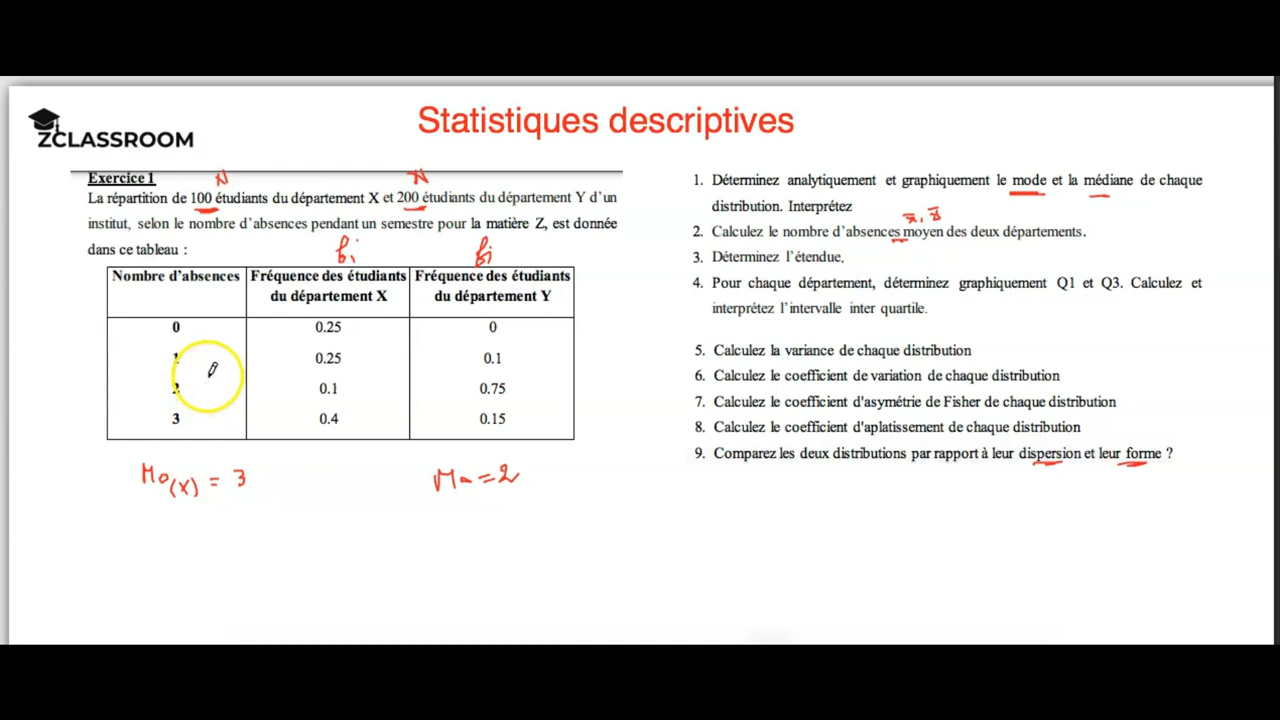 Statistiques descriptives
ZCLASSROOM
Exercice 1
N
N
La répartition de 100 étudiants du département X et 200 étudiants du département Y d'un
institut, selon le nombre d'absences pendant un semestre pour la matière Z, est donnée
dans ce tableau :
fi
fi
Nombre d'absences Fréquence des étudiants du département X Fréquence des étudiants du département Y
0 0.25 0
1 0.25 0.1
2 0.1 0.75
3 0.4 0.15
Mo(X) = 3
Mo = 2
1. Déterminez analytiquement et graphiquement le mode et la médiane de chaque
distribution. Interprétez
x̄, x̄
2. Calculez le nombre d'absences moyen des deux départements.
3. Déterminez l'étendue.
4. Pour chaque département, déterminez graphiquement Q1 et Q3. Calculez et
interprétez l'intervalle inter quartile.
5. Calculez la variance de chaque distribution
6. Calculez le coefficient de variation de chaque distribution
7. Calculez le coefficient d'asymétrie de Fisher de chaque distribution
8. Calculez le coefficient d'aplatissement de chaque distribution
9. Comparez les deux distributions par rapport à leur dispersion et leur forme ?